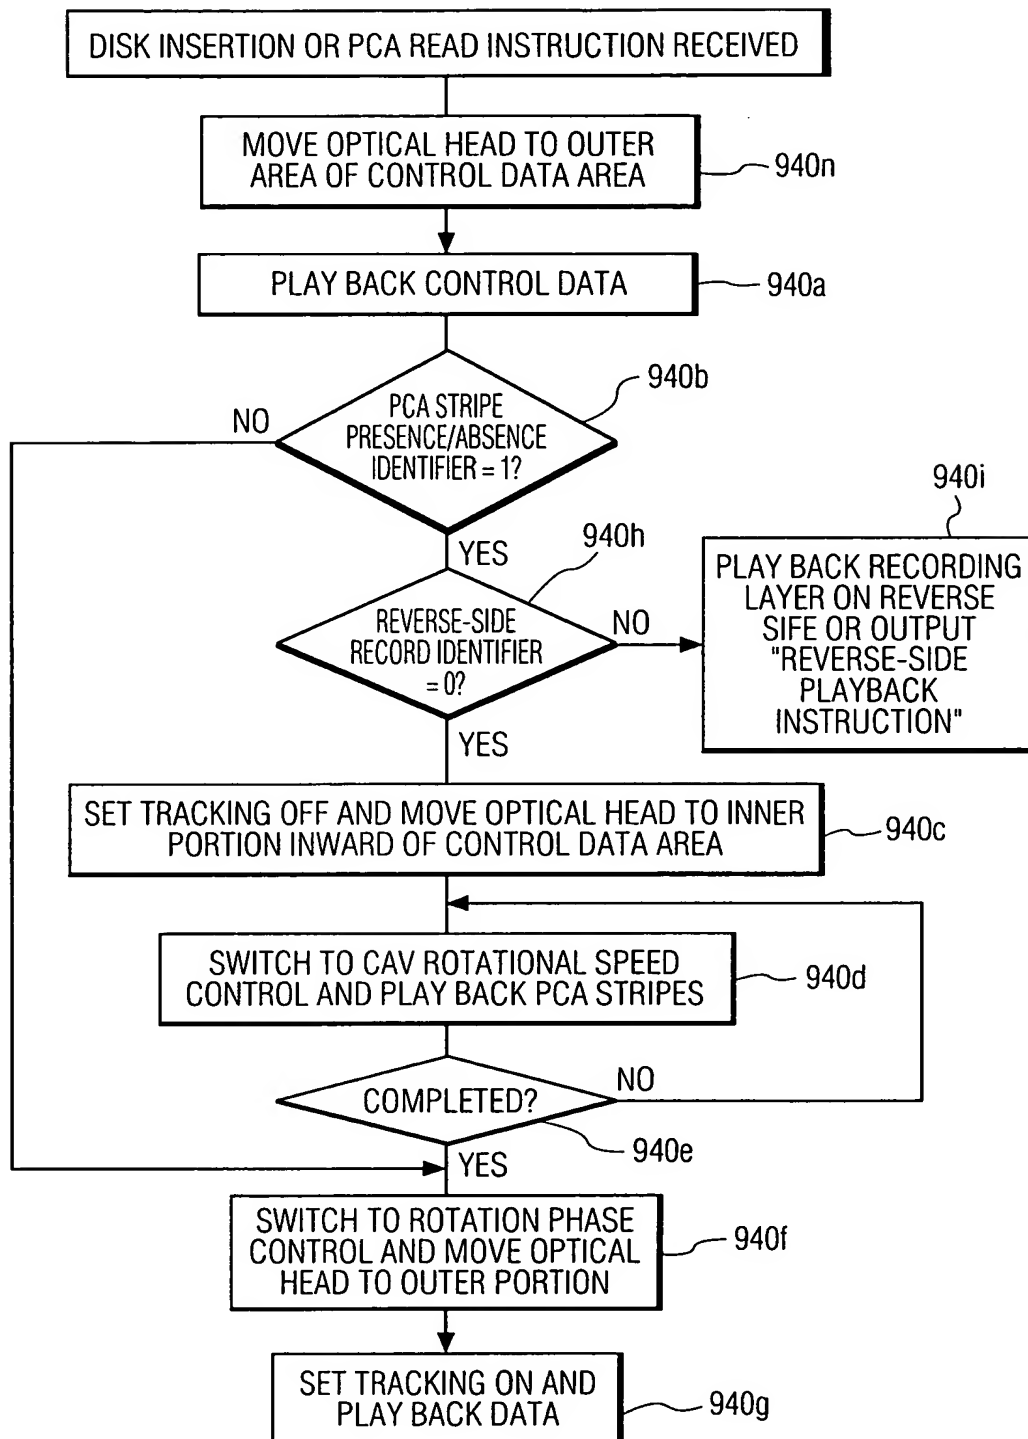 DISK INSERTION OR PCA READ INSTRUCTION RECEIVED
MOVE OPTICAL HEAD TO OUTER
AREA OF CONTROL DATA AREA
940n
PLAY BACK CONTROL DATA
940a
940b
NO
PCA STRIPE
PRESENCE/ABSENCE
IDENTIFIER = 1?
YES
940h
940i
REVERSE-SIDE
RECORD IDENTIFIER
= 0?
NO
PLAY BACK RECORDING
LAYER ON REVERSE
SIFE OR OUTPUT
"REVERSE-SIDE
PLAYBACK
INSTRUCTION"
YES
SET TRACKING OFF AND MOVE OPTICAL HEAD TO INNER
PORTION INWARD OF CONTROL DATA AREA
940c
SWITCH TO CAV ROTATIONAL SPEED
CONTROL AND PLAY BACK PCA STRIPES
940d
COMPLETED?
NO
940e
YES
SWITCH TO ROTATION PHASE
CONTROL AND MOVE OPTICAL
HEAD TO OUTER PORTION
940f
SET TRACKING ON AND
PLAY BACK DATA
940g